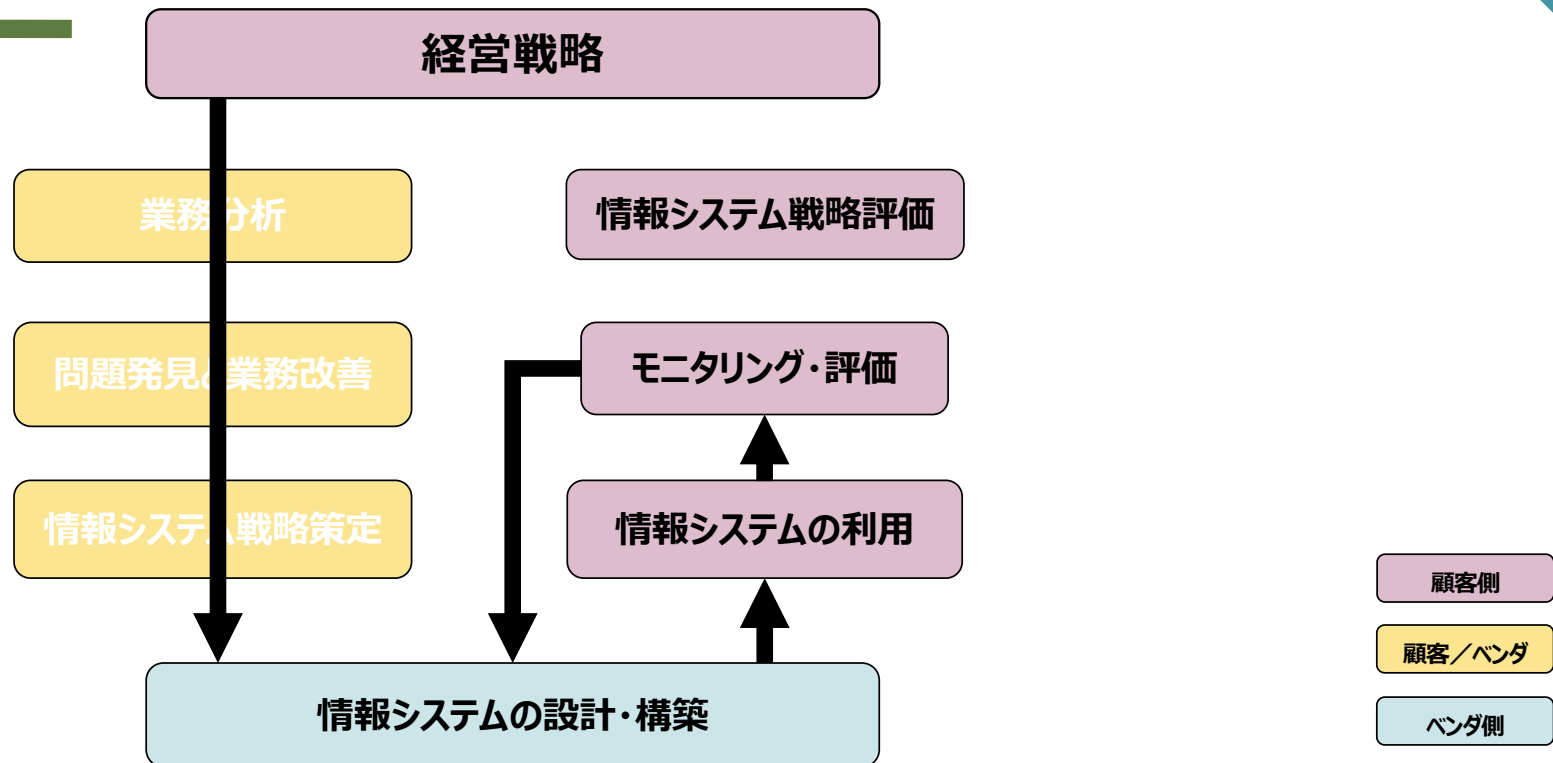 経営戦略
業務分析
情報システム戦略評価
問題発見&業務改善
モニタリング・評価
情報システム戦略策定
情報システムの利用
情報システムの設計・構築
顧客側
顧客／ベンダ
ベンダ側